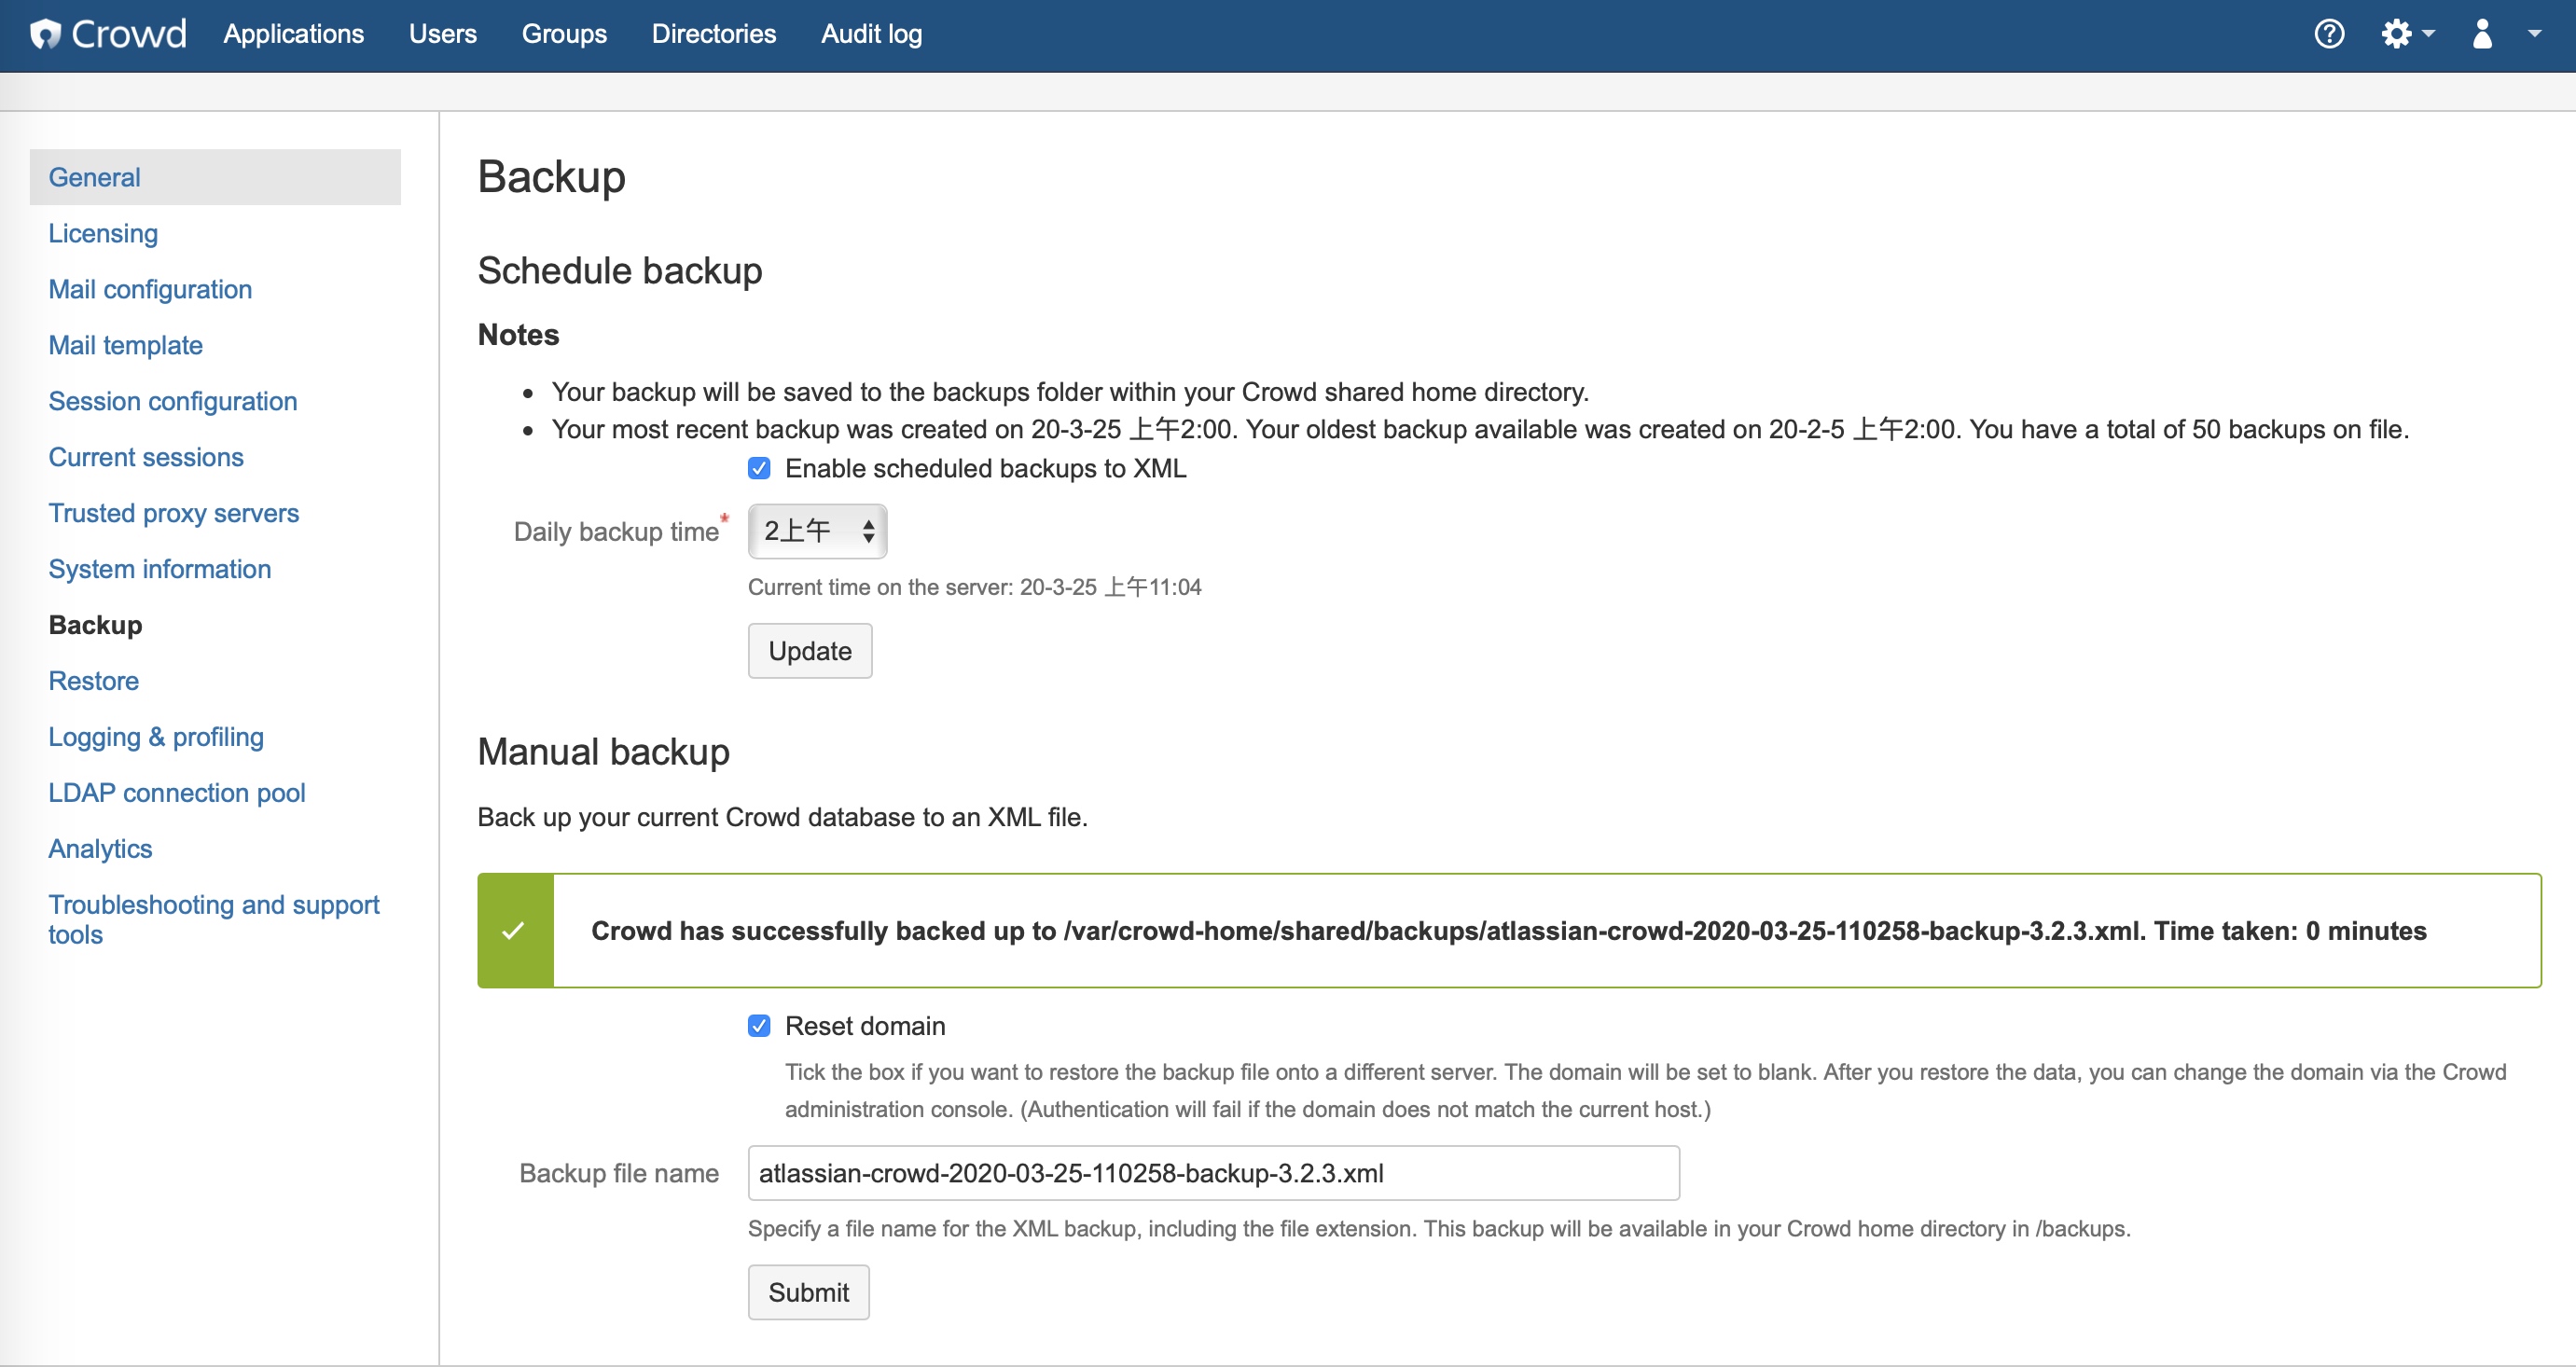 Crowd Applications Users Groups Directories Audit log
General
Licensing
Mail configuration
Mail template
Session configuration
Current sessions
Trusted proxy servers
System information
Backup
Restore
Logging & profiling
LDAP connection pool
Analytics
Troubleshooting and support
tools
Backup
Schedule backup
Notes
Your backup will be saved to the backups folder within your Crowd shared home directory.
Your most recent backup was created on 20-3-25 上午2:00. Your oldest backup available was created on 20-2-5 上午2:00. You have a total of 50 backups on file.
Enable scheduled backups to XML
Daily backup time* 2上午
Current time on the server: 20-3-25 上午11:04
Update
Manual backup
Back up your current Crowd database to an XML file.
Crowd has successfully backed up to /var/crowd-home/shared/backups/atlassian-crowd-2020-03-25-110258-backup-3.2.3.xml. Time taken: 0 minutes
Reset domain
Tick the box if you want to restore the backup file onto a different server. The domain will be set to blank. After you restore the data, you can change the domain via the Crowd
administration console. (Authentication will fail if the domain does not match the current host.)
Backup file name atlassian-crowd-2020-03-25-110258-backup-3.2.3.xml
Specify a file name for the XML backup, including the file extension. This backup will be available in your Crowd home directory in /backups.
Submit